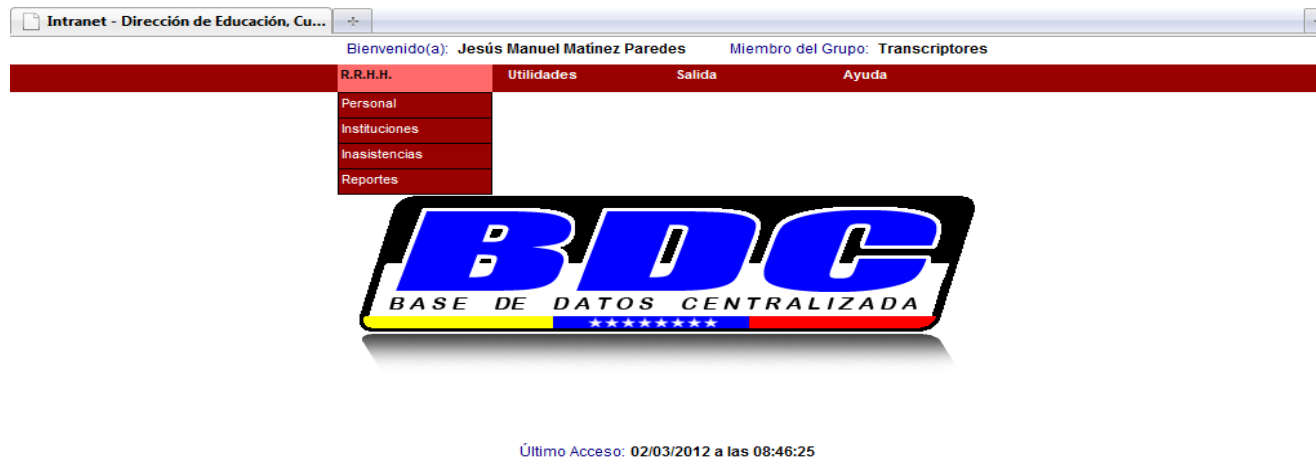 Intranet - Dirección de Educación, Cu...
Bienvenido(a): Jesús Manuel Matínez Paredes Miembro del Grupo: Transcriptores
R.R.H.H. Utilidades Salida Ayuda
Personal
Instituciones
Inasistencias
Reportes
BDC
BASE DE DATOS CENTRALIZADA
Último Acceso: 02/03/2012 a las 08:46:25